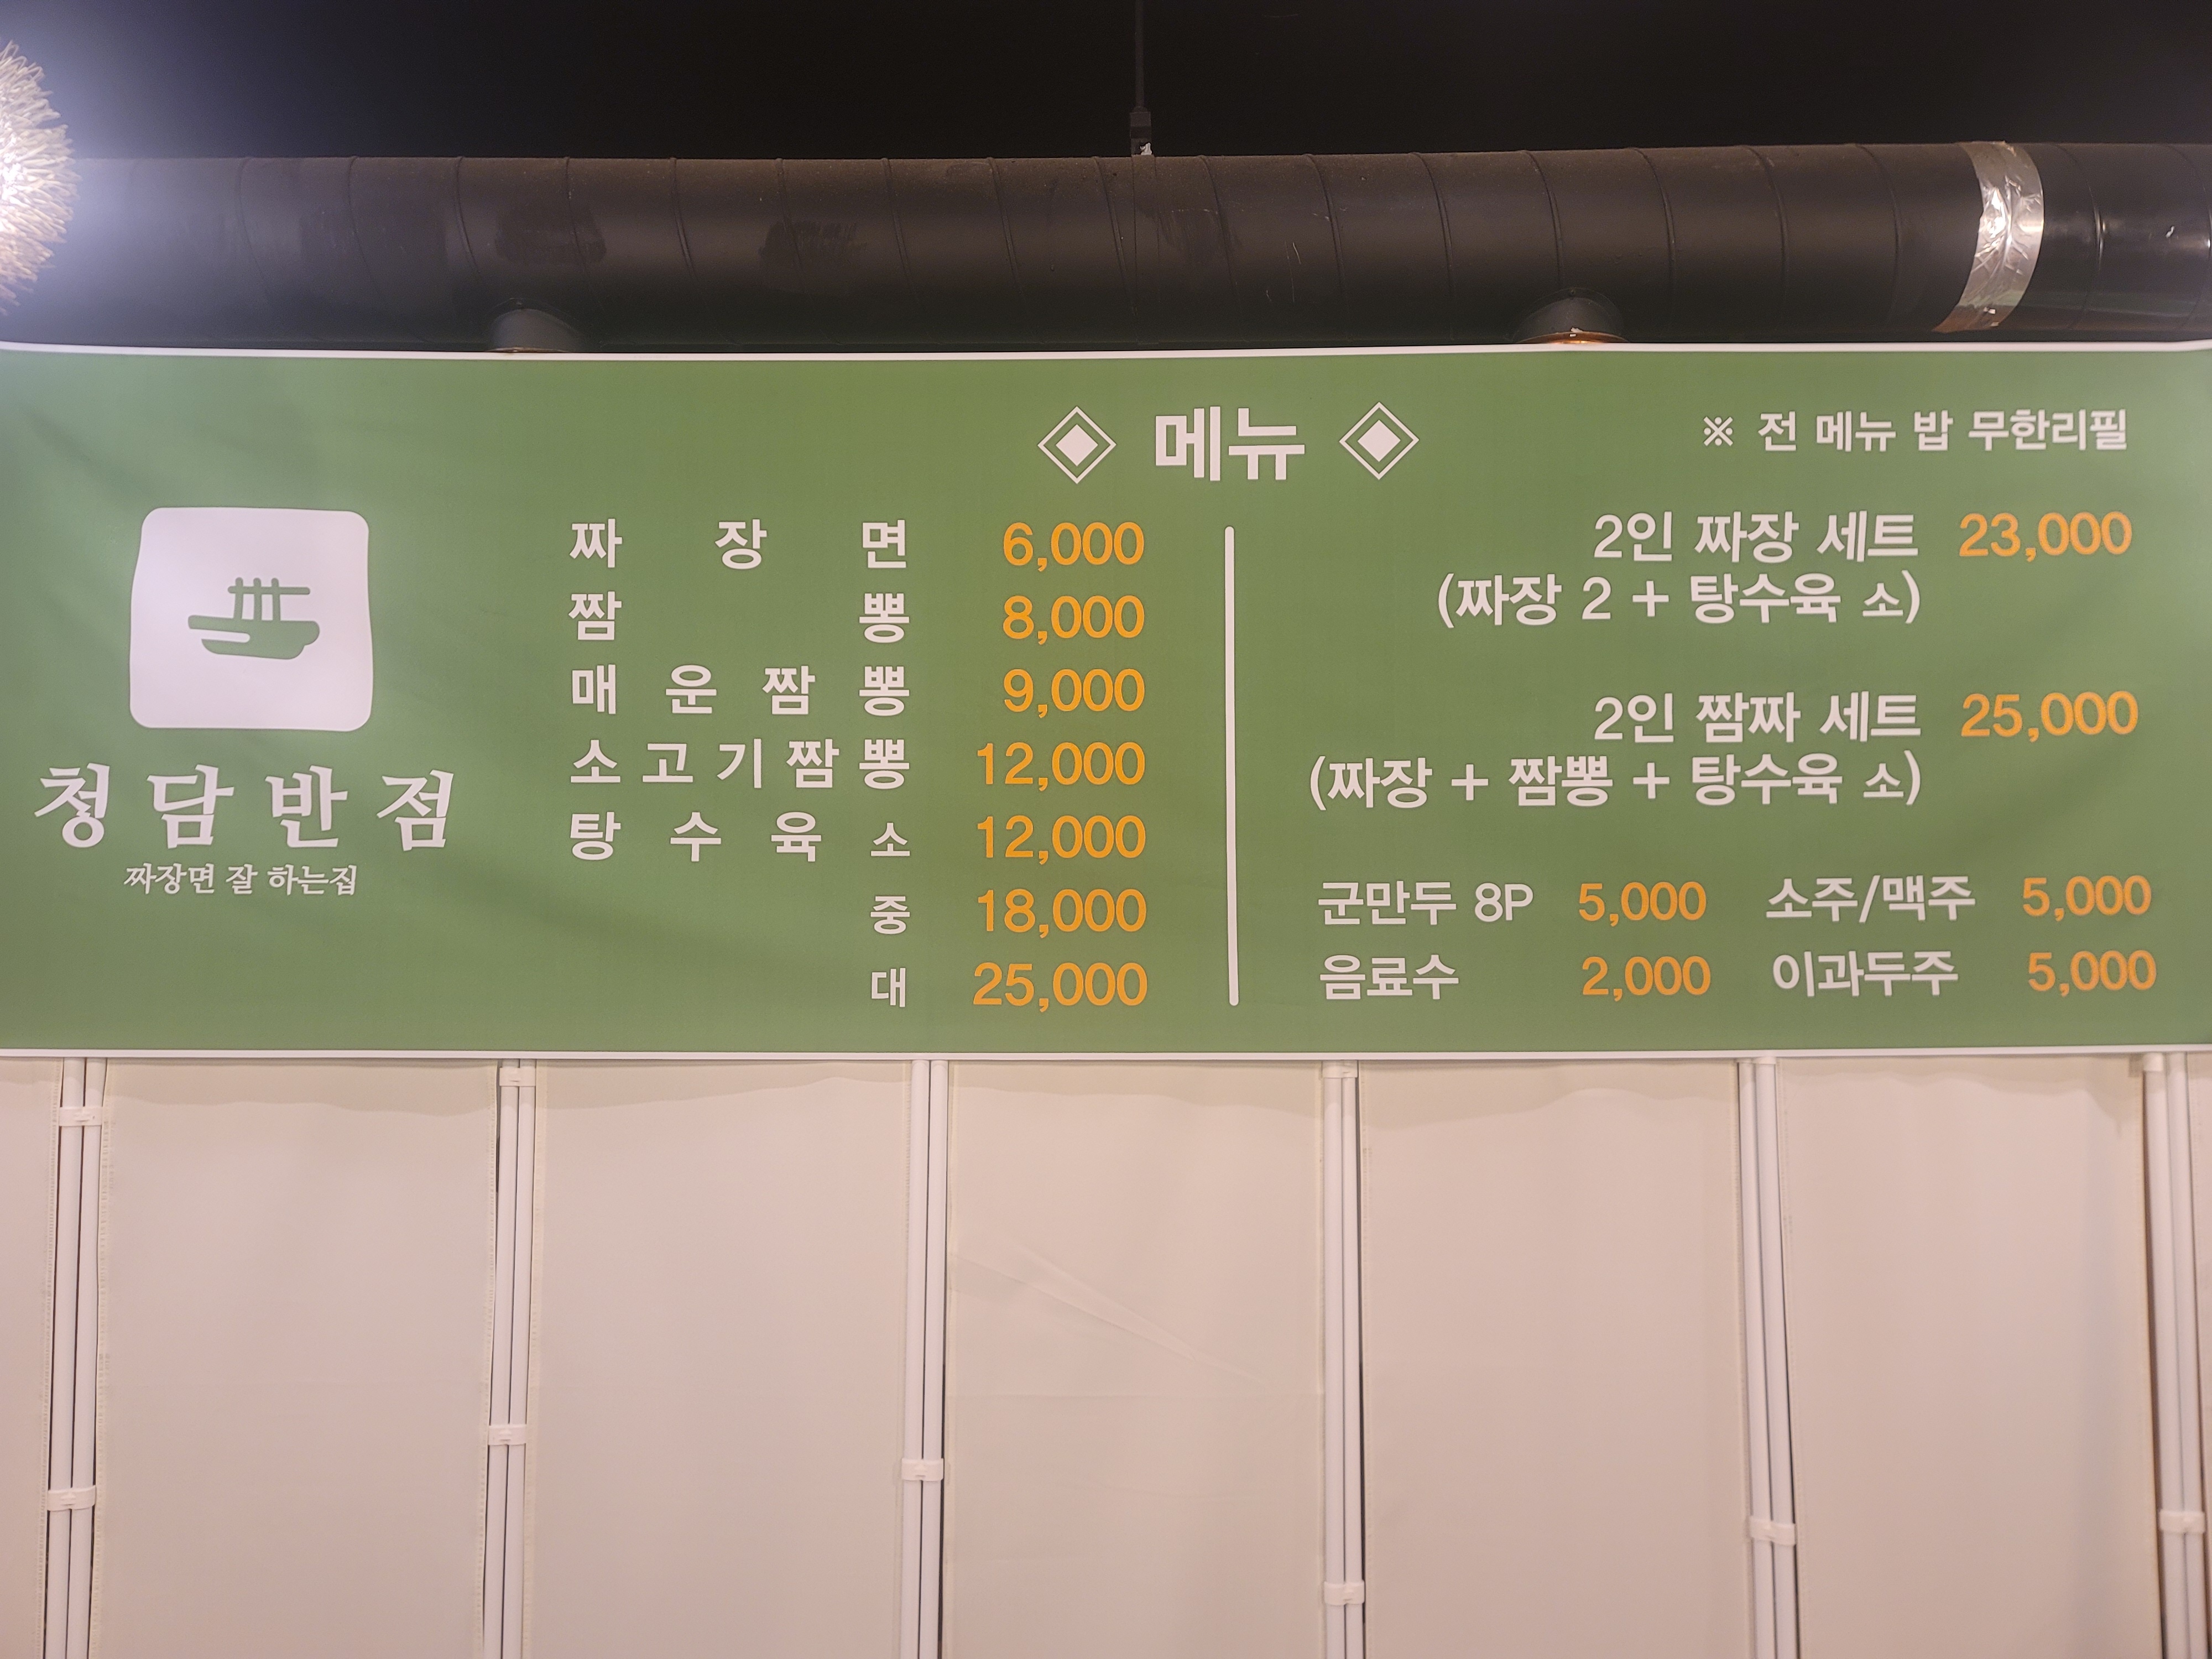 ◈ 메뉴 ◈
※ 전 메뉴 밥 무한리필
청담반점
짜장면 잘 하는집
짜장면 6,000
짬뽕 8,000
매운짬뽕 9,000
소고기짬뽕 12,000
탕수육 소 12,000
중 18,000
대 25,000
2인 짜장 세트 23,000
(짜장 2 + 탕수육 소)
2인 짬짜 세트 25,000
(짜장 + 짬뽕 + 탕수육 소)
군만두 8P 5,000 소주/맥주 5,000
음료수 2,000 이과두주 5,000